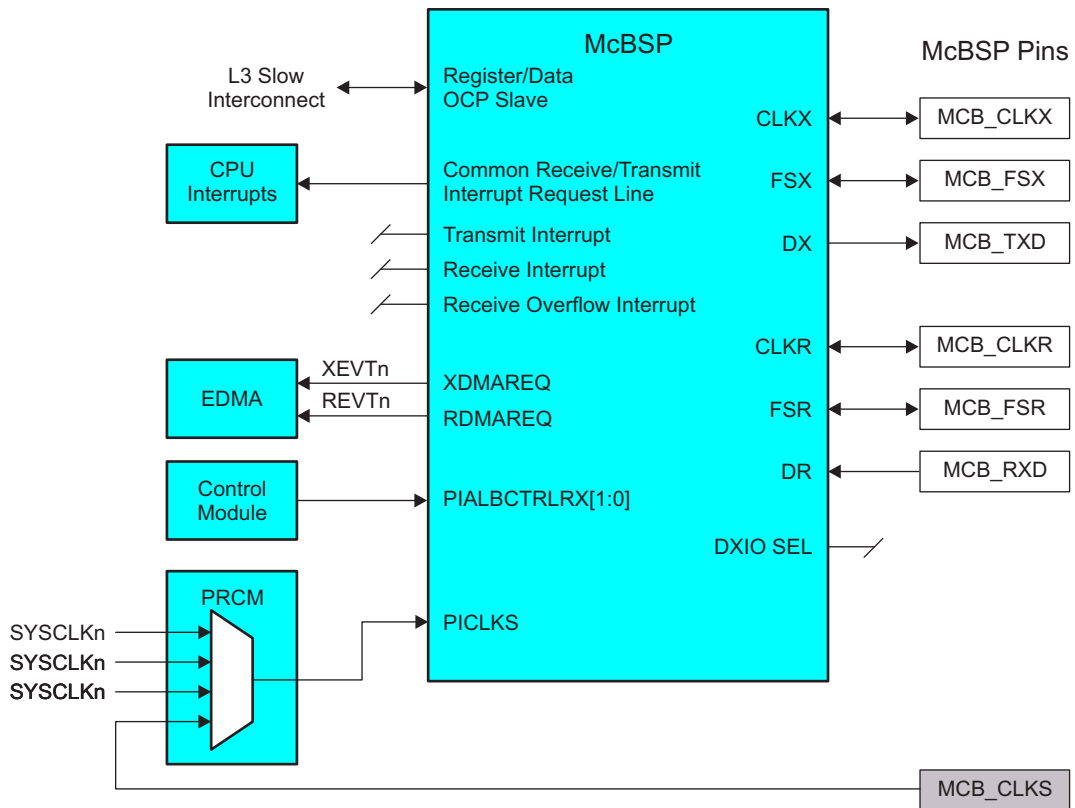 McBSP
McBSP Pins
L3 Slow
Interconnect
Register/Data
OCP Slave
CLKX
MCB_CLKX
CPU
Interrupts
Common Receive/Transmit
Interrupt Request Line
FSX
MCB_FSX
Transmit Interrupt
DX
MCB_TXD
Receive Interrupt
Receive Overflow Interrupt
CLKR
MCB_CLKR
EDMA
XEVTn
XDMAREQ
REVTn
RDMAREQ
FSR
MCB_FSR
DR
MCB_RXD
Control
Module
PIALBCTRLRX[1:0]
DXIO SEL
PRCM
SYSCLKn
SYSCLKn
SYSCLKn
PICLKS
MCB_CLKS